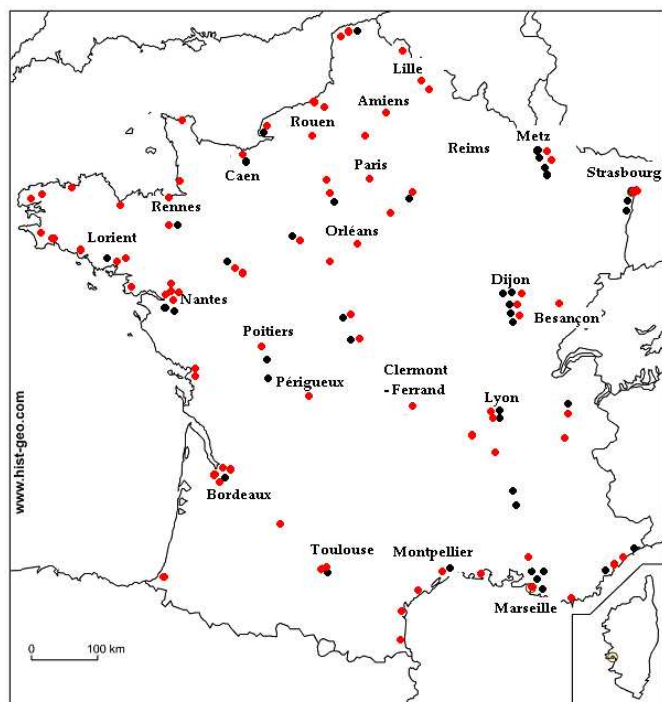 Lille
Amiens
Rouen
Metz
Reims
Paris
Strasbourg
Caen
Rennes
Orléans
Lorient
Dijon
Nantes
Besançon
Poitiers
Clermont
-Ferrand
Périgueux
Lyon
www.hist-geo.com
Bordeaux
Toulouse
Montpellier
Marseille
0 100 km